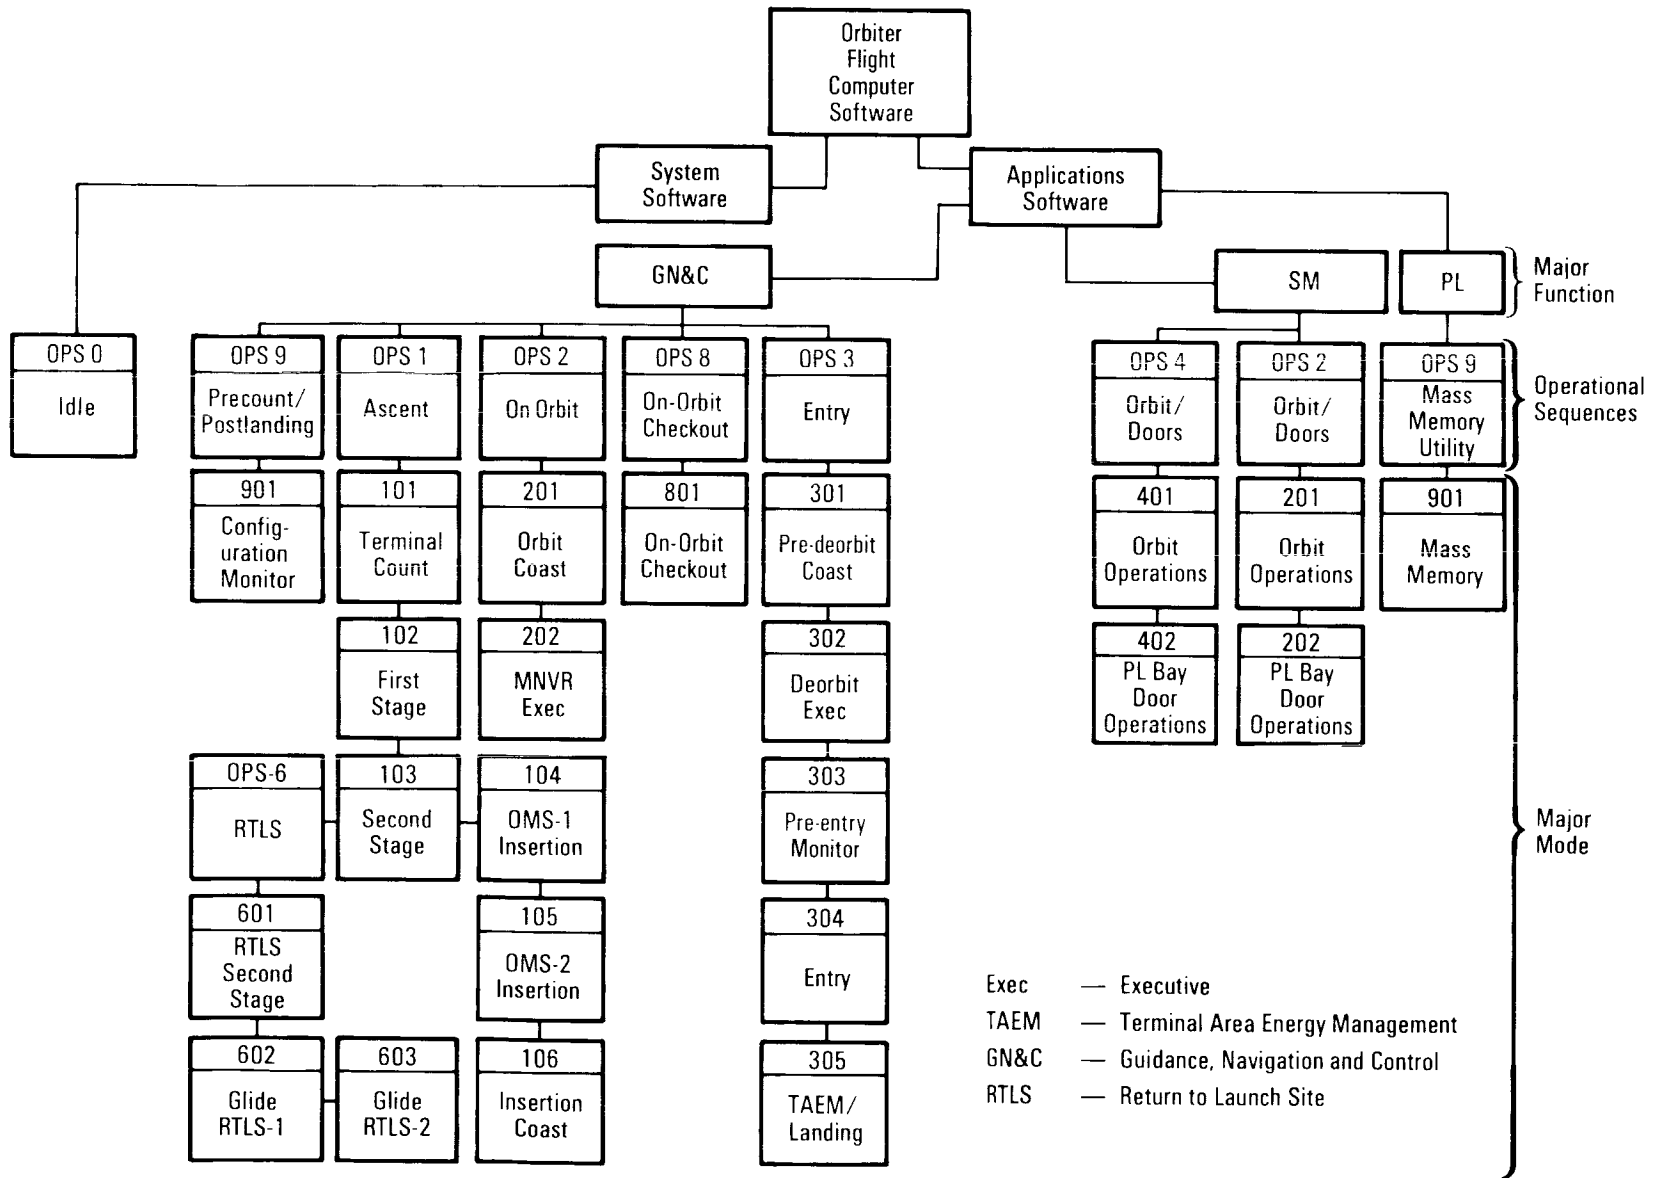 Orbiter
Flight
Computer
Software
System
Software
Applications
Software
GN&C
SM
PL
Major
Function
OPS 0
Idle
OPS 9
Precount/
Postlanding
OPS 1
Ascent
OPS 2
On Orbit
OPS 8
On-Orbit
Checkout
OPS 3
Entry
OPS 4
Orbit/
Doors
OPS 2
Orbit/
Doors
OPS 9
Mass
Memory
Utility
Operational
Sequences
901
Config-
uration
Monitor
101
Terminal
Count
201
Orbit
Coast
801
On-Orbit
Checkout
301
Pre-deorbit
Coast
401
Orbit
Operations
201
Orbit
Operations
901
Mass
Memory
102
First
Stage
202
MNVR
Exec
302
Deorbit
Exec
402
PL Bay
Door
Operations
202
PL Bay
Door
Operations
OPS-6
RTLS
103
Second
Stage
104
OMS-1
Insertion
303
Pre-entry
Monitor
Major
Mode
601
RTLS
Second
Stage
105
OMS-2
Insertion
304
Entry
602
Glide
RTLS-1
603
Glide
RTLS-2
106
Insertion
Coast
305
TAEM/
Landing
Exec — Executive
TAEM — Terminal Area Energy Management
GN&C — Guidance, Navigation and Control
RTLS — Return to Launch Site